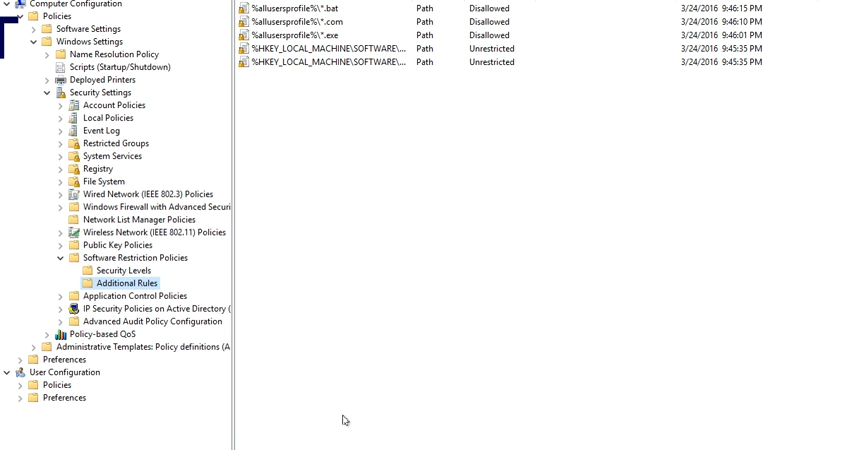 Computer Configuration
Policies
Software Settings
Windows Settings
Name Resolution Policy
Scripts (Startup/Shutdown)
Deployed Printers
Security Settings
Account Policies
Local Policies
Event Log
Restricted Groups
System Services
Registry
File System
Wired Network (IEEE 802.3) Policies
Windows Firewall with Advanced Securi
Network List Manager Policies
Wireless Network (IEEE 802.11) Policies
Public Key Policies
Software Restriction Policies
Security Levels
Additional Rules
Application Control Policies
IP Security Policies on Active Directory (
Advanced Audit Policy Configuration
Policy-based QoS
Administrative Templates: Policy definitions (A
Preferences
User Configuration
Policies
Preferences
%allusersprofile%\*.bat Path Disallowed 3/24/2016 9:46:15 PM
%allusersprofile%\*.com Path Disallowed 3/24/2016 9:46:10 PM
%allusersprofile%\*.exe Path Disallowed 3/24/2016 9:46:01 PM
%HKEY_LOCAL_MACHINE\SOFTWARE\... Path Unrestricted 3/24/2016 9:45:35 PM
%HKEY_LOCAL_MACHINE\SOFTWARE\... Path Unrestricted 3/24/2016 9:45:35 PM